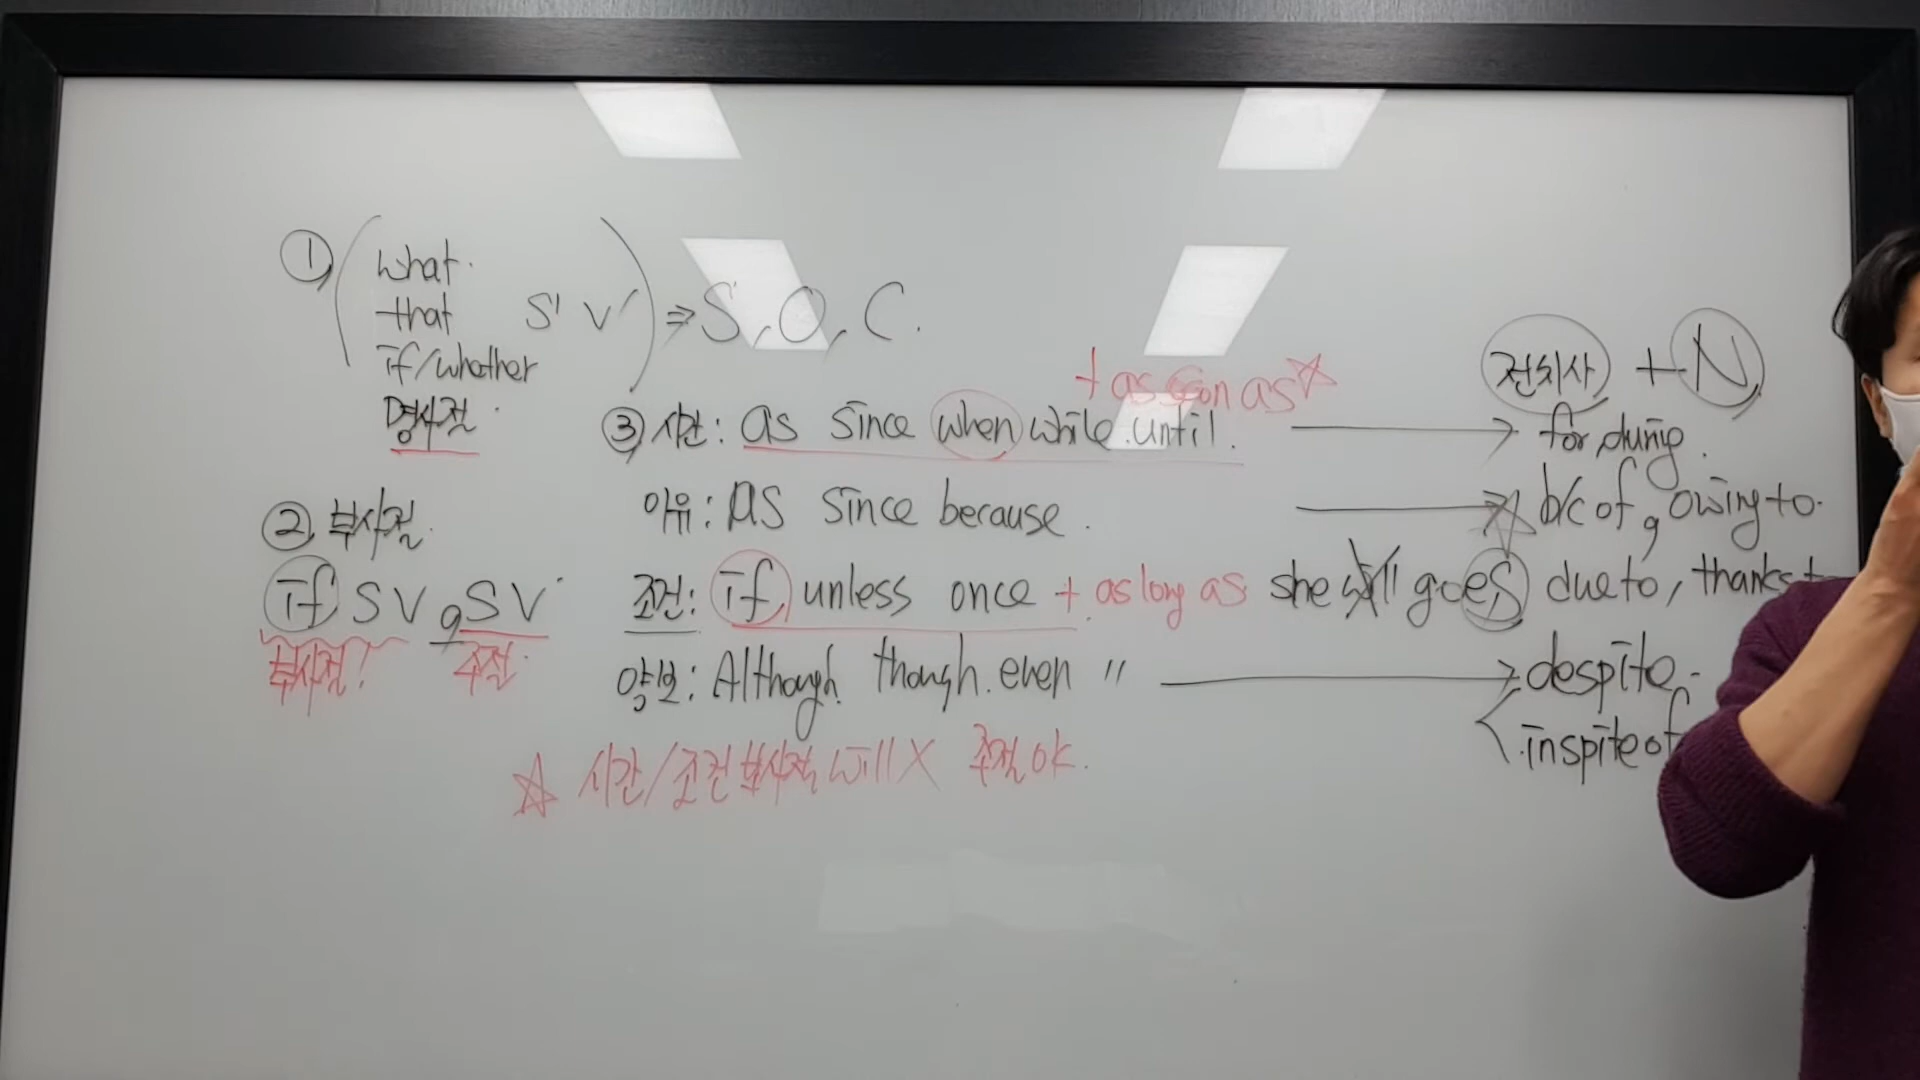 ① what.
that S' V' ⇒ S, O, C.
if/whether
명사절.
② 부사절.
if S V , S V.
부사절! 주절.
+ as soon as ☆
③ 시간: as since when while. until. → for, during.
이유: as since because. → ☆ b/c of, owing to.
조건: if unless once + as long as she will goes due to, thanks t
양보: Although. though. even 〃 → despite.
in spite of
☆ 시간/조건 부사절 will X 주절 ok.
전치사 + N